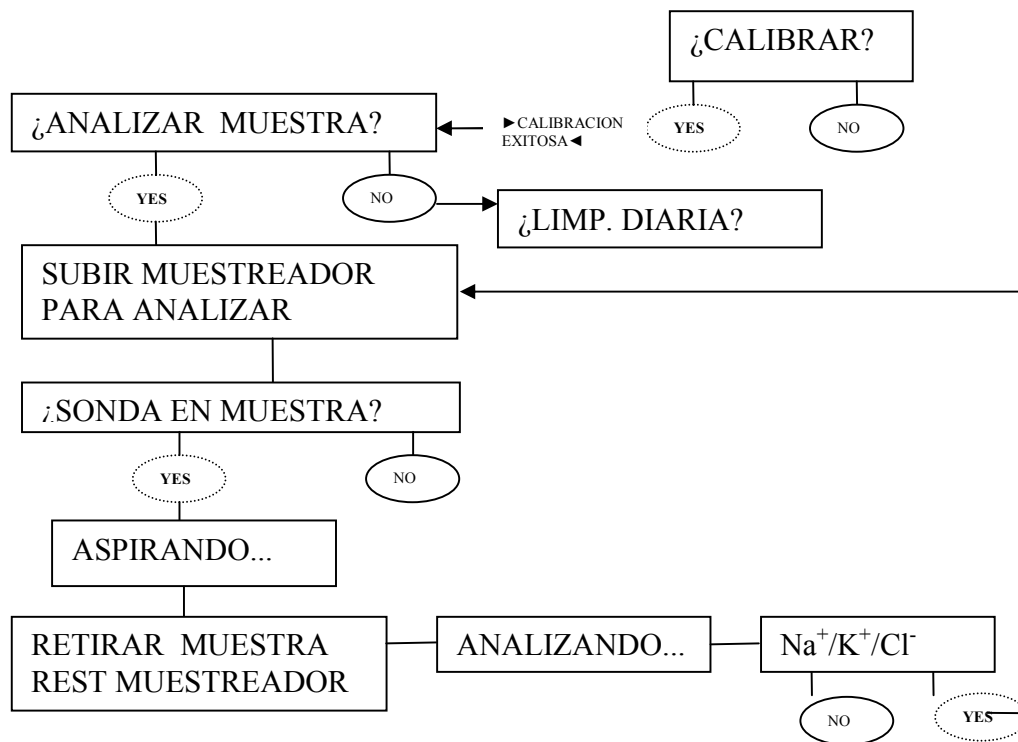 ¿CALIBRAR?
YES
NO
►CALIBRACION
EXITOSA◄
¿ANALIZAR MUESTRA?
YES
NO
¿LIMP. DIARIA?
SUBIR MUESTREADOR
PARA ANALIZAR
¿SONDA EN MUESTRA?
YES
NO
ASPIRANDO...
RETIRAR MUESTRA
REST MUESTREADOR
ANALIZANDO...
Na⁺/K⁺/Cl⁻
NO
YES